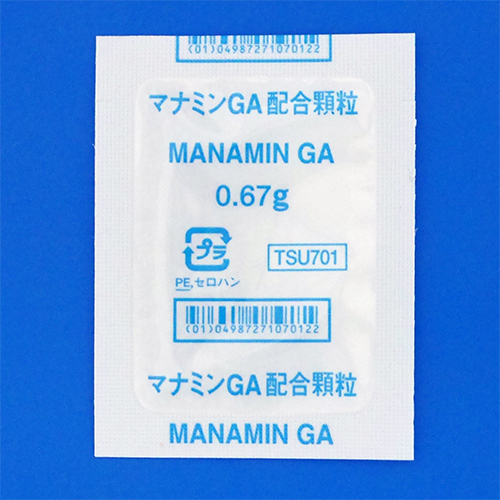 (01)04987271070122
マナミンGA配合顆粒
MANAMIN GA
0.67g
プラ
TSU701
PE,セロハン
(01)04987271070122
マナミンGA配合顆粒
MANAMIN GA